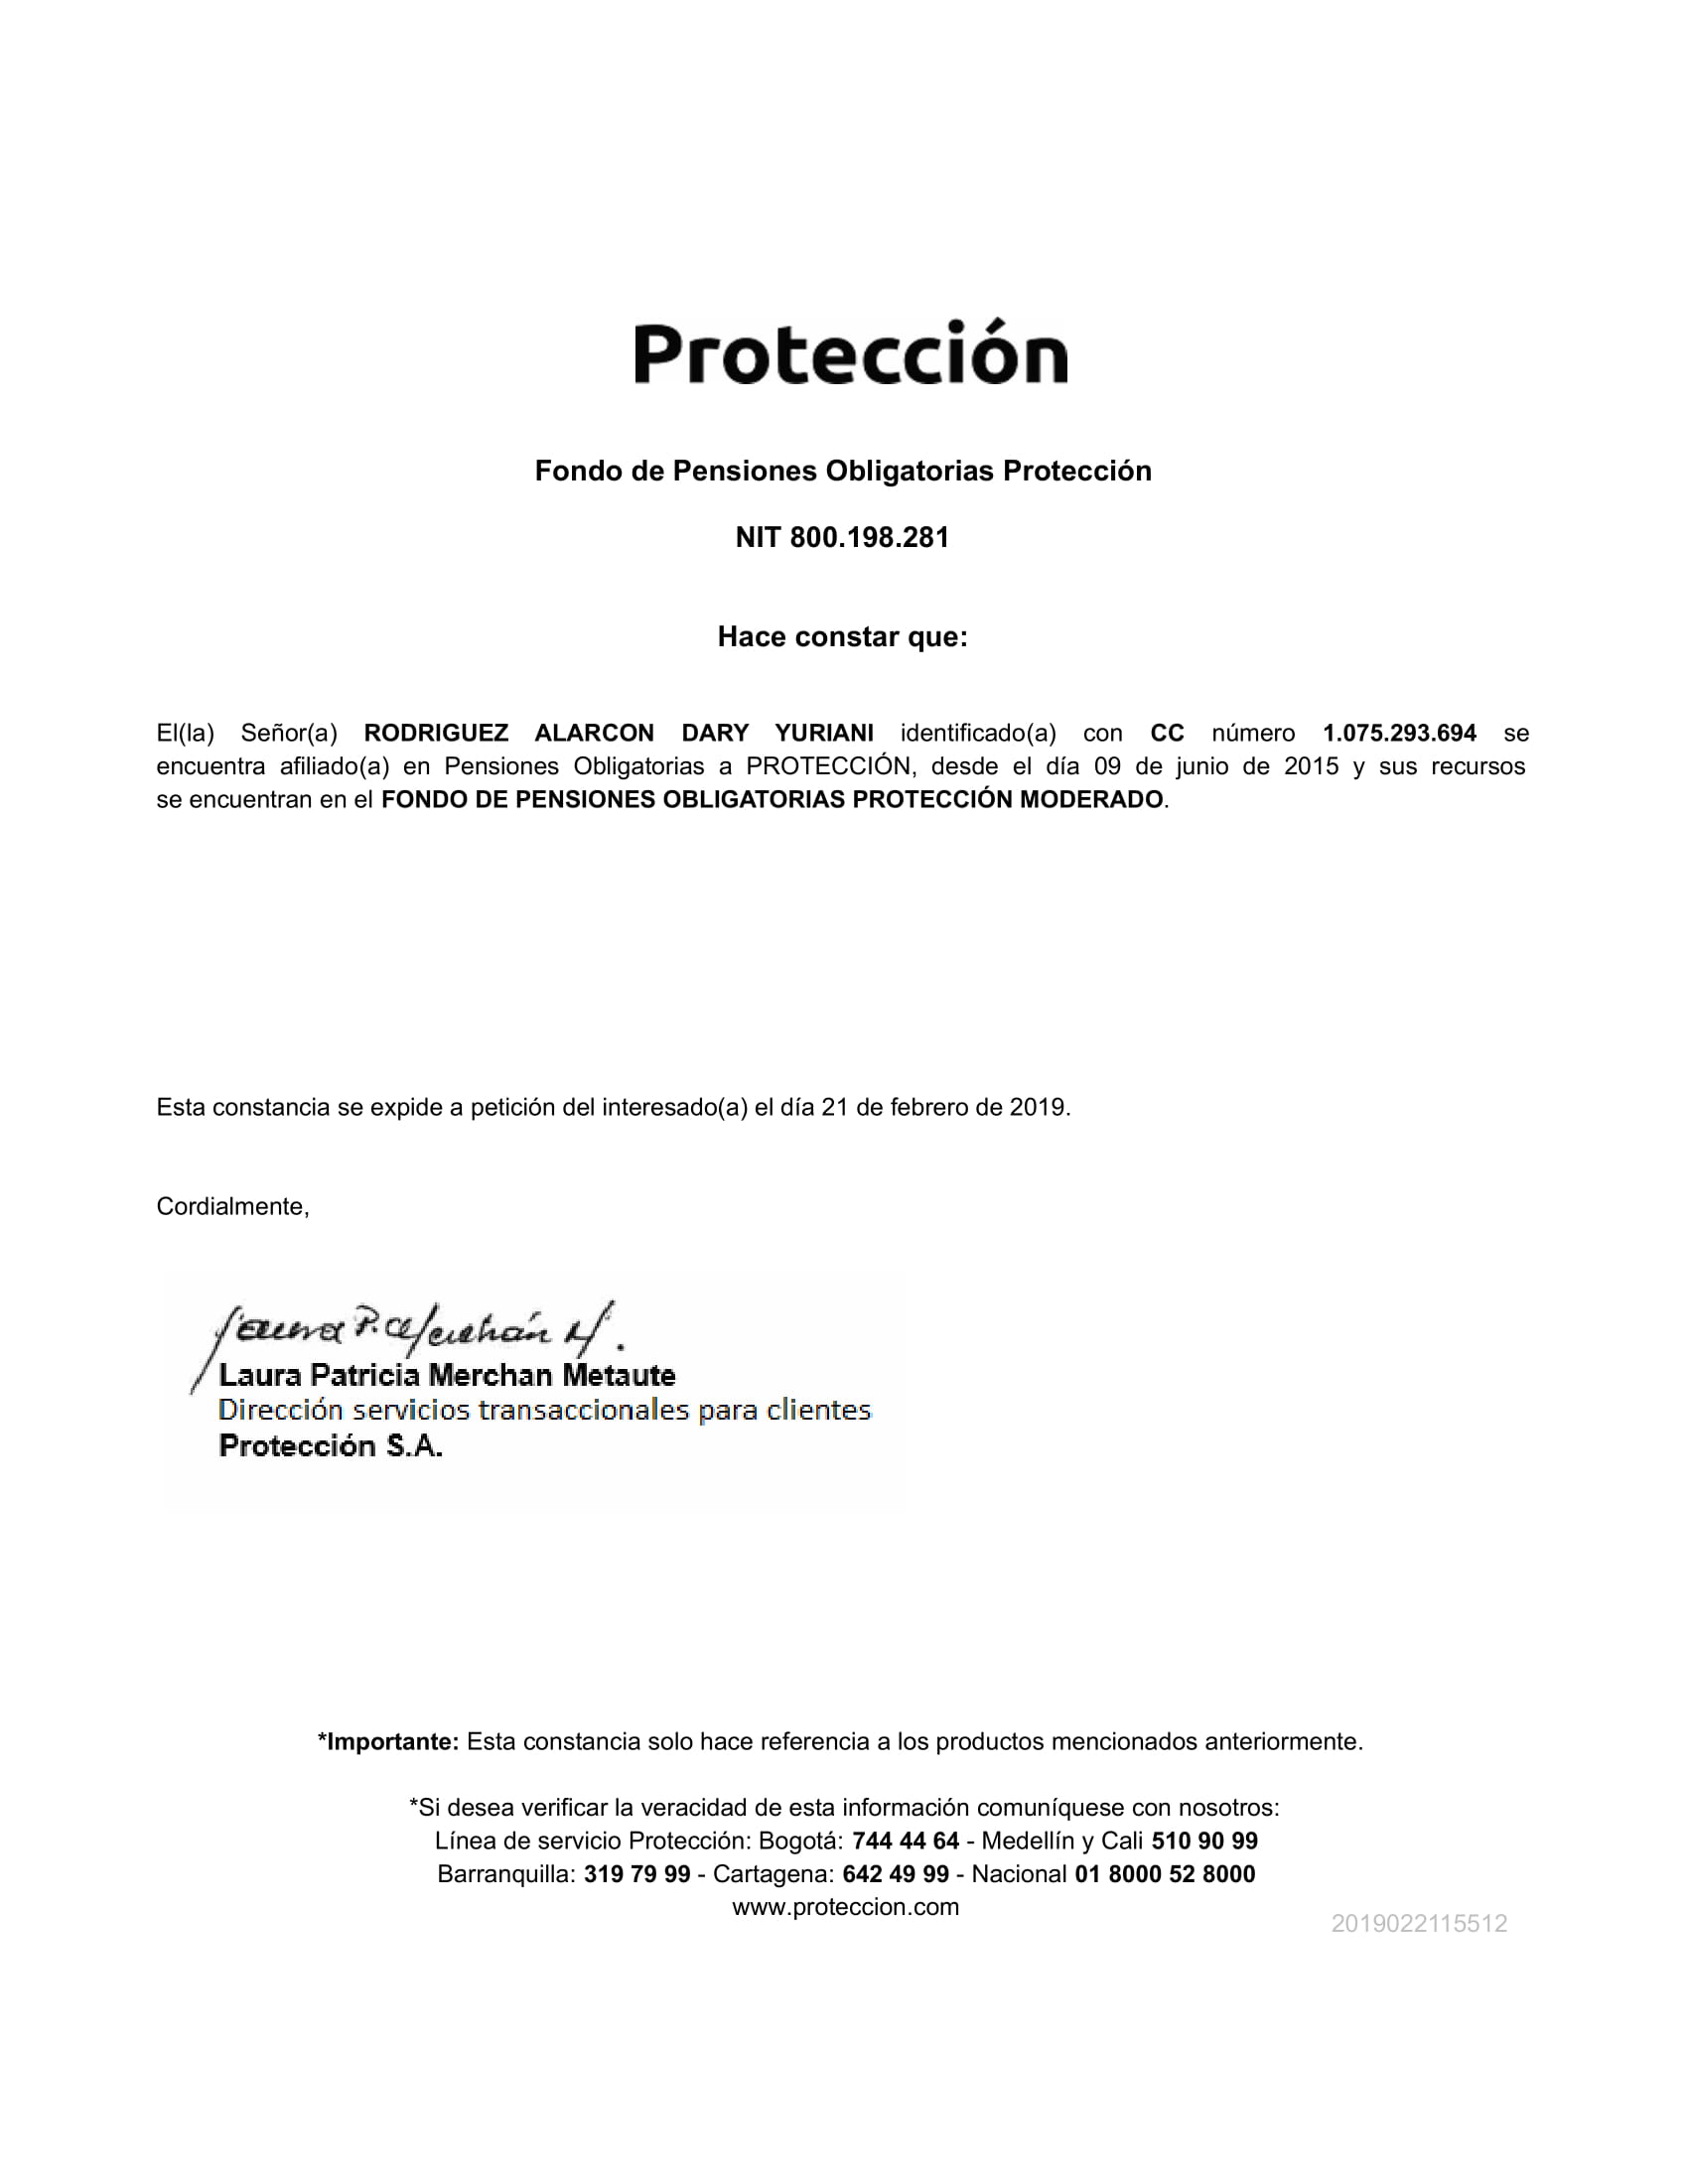 Protección
Fondo de Pensiones Obligatorias Protección
NIT 800.198.281
Hace constar que:
El(la) Señor(a) RODRIGUEZ ALARCON DARY YURIANI identificado(a) con CC número 1.075.293.694 se
encuentra afiliado(a) en Pensiones Obligatorias a PROTECCIÓN, desde el día 09 de junio de 2015 y sus recursos
se encuentran en el FONDO DE PENSIONES OBLIGATORIAS PROTECCIÓN MODERADO.
Esta constancia se expide a petición del interesado(a) el día 21 de febrero de 2019.
Cordialmente,
Laura P. Merchán M.
Laura Patricia Merchan Metaute
Dirección servicios transaccionales para clientes
Protección S.A.
*Importante: Esta constancia solo hace referencia a los productos mencionados anteriormente.
*Si desea verificar la veracidad de esta información comuníquese con nosotros:
Línea de servicio Protección: Bogotá: 744 44 64 - Medellín y Cali 510 90 99
Barranquilla: 319 79 99 - Cartagena: 642 49 99 - Nacional 01 8000 52 8000
www.proteccion.com
2019022115512